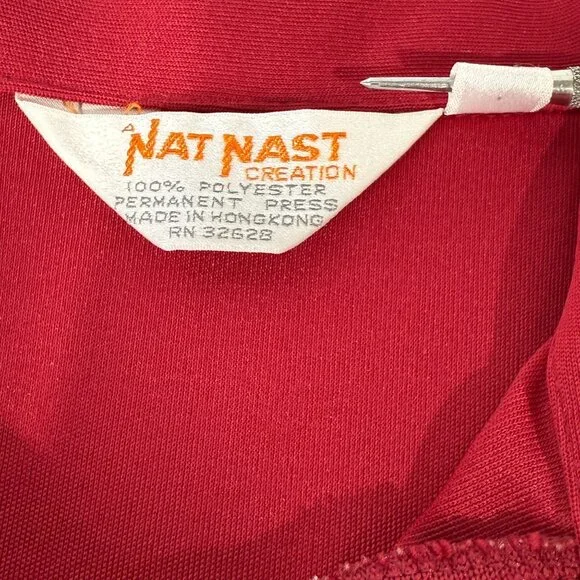 A
NAT NAST
CREATION
100% POLYESTER
PERMANENT PRESS
MADE IN HONGKONG
RN 32628